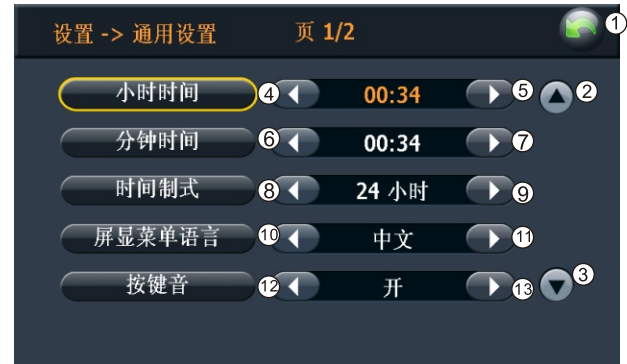 设置 -> 通用设置 页 1/2 ①
小时时间 ④ 00:34 ⑤ ②
分钟时间 ⑥ 00:34 ⑦
时间制式 ⑧ 24 小时 ⑨
屏显菜单语言 ⑩ 中文 ⑪
按键音 ⑫ 开 ⑬ ③